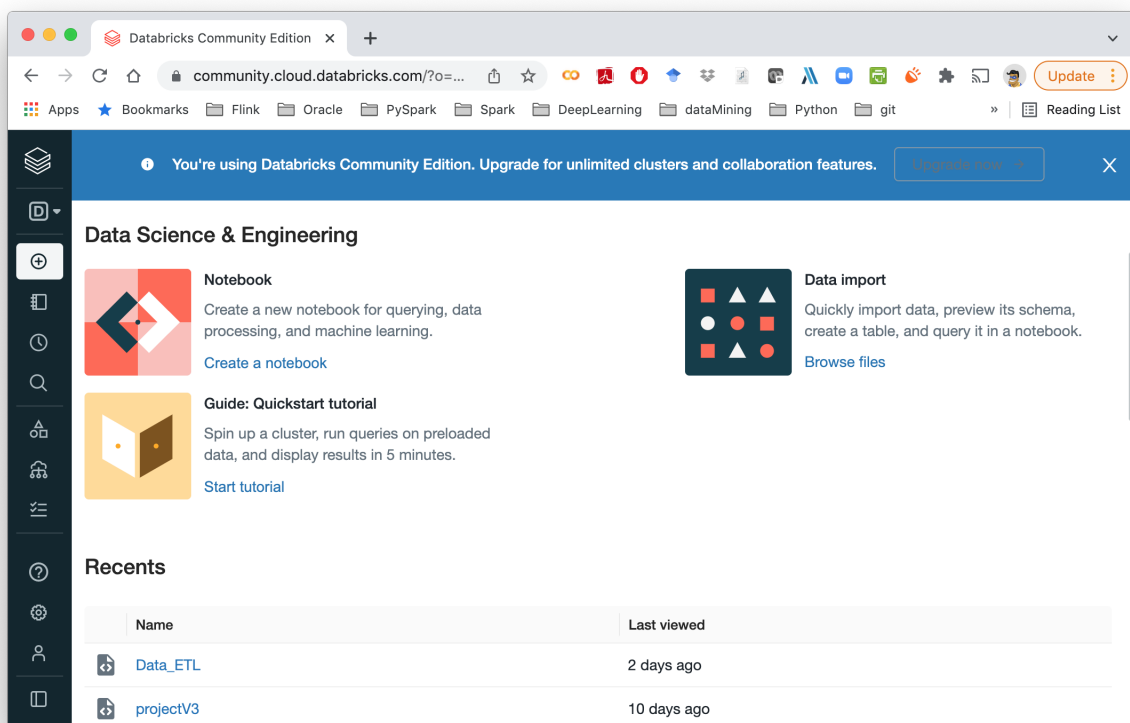 Databricks Community Edition
community.cloud.databricks.com/?o=...
Update
Apps
Bookmarks
Flink
Oracle
PySpark
Spark
DeepLearning
dataMining
Python
git
»
Reading List
You're using Databricks Community Edition. Upgrade for unlimited clusters and collaboration features.
Upgrade now →
D
Data Science & Engineering
Notebook
Create a new notebook for querying, data
processing, and machine learning.
Create a notebook
Data import
Quickly import data, preview its schema,
create a table, and query it in a notebook.
Browse files
Guide: Quickstart tutorial
Spin up a cluster, run queries on preloaded
data, and display results in 5 minutes.
Start tutorial
Recents
Name Last viewed
Data_ETL 2 days ago
projectV3 10 days ago